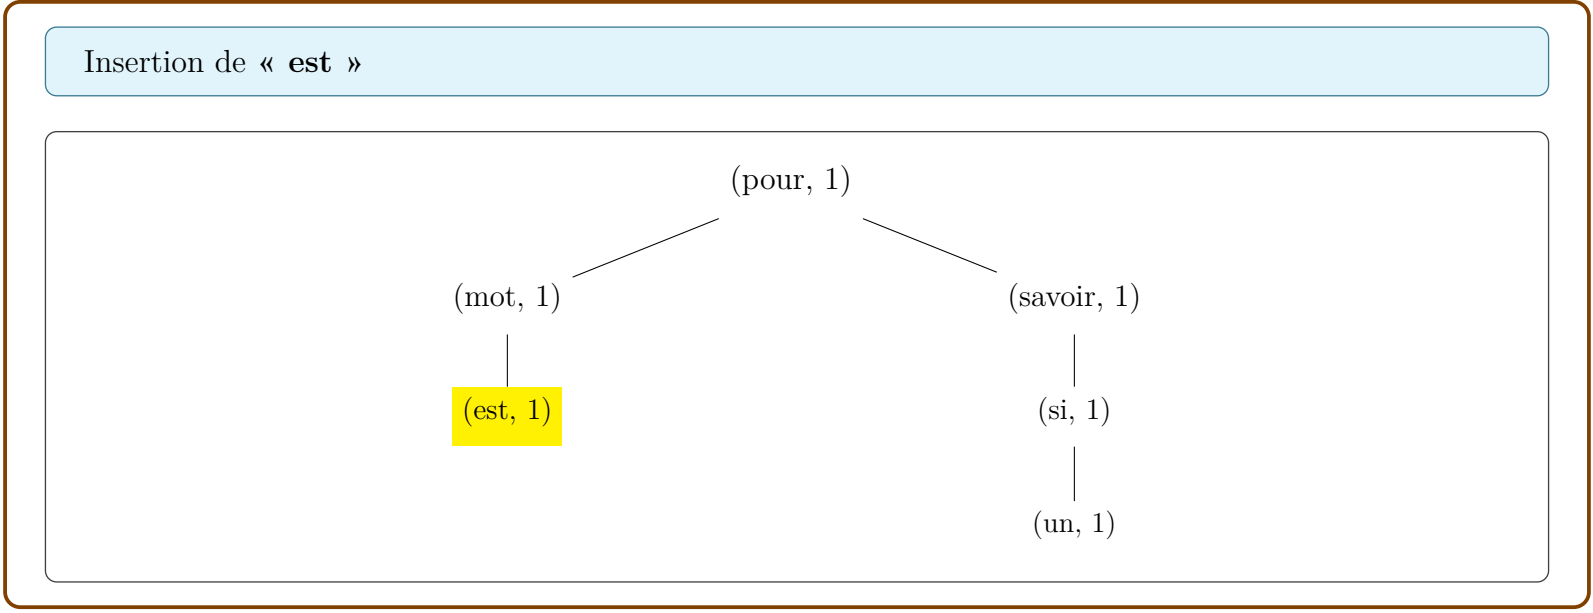 Insertion de « est »
(pour, 1)
(mot, 1) (savoir, 1)
(est, 1) (si, 1)
(un, 1)